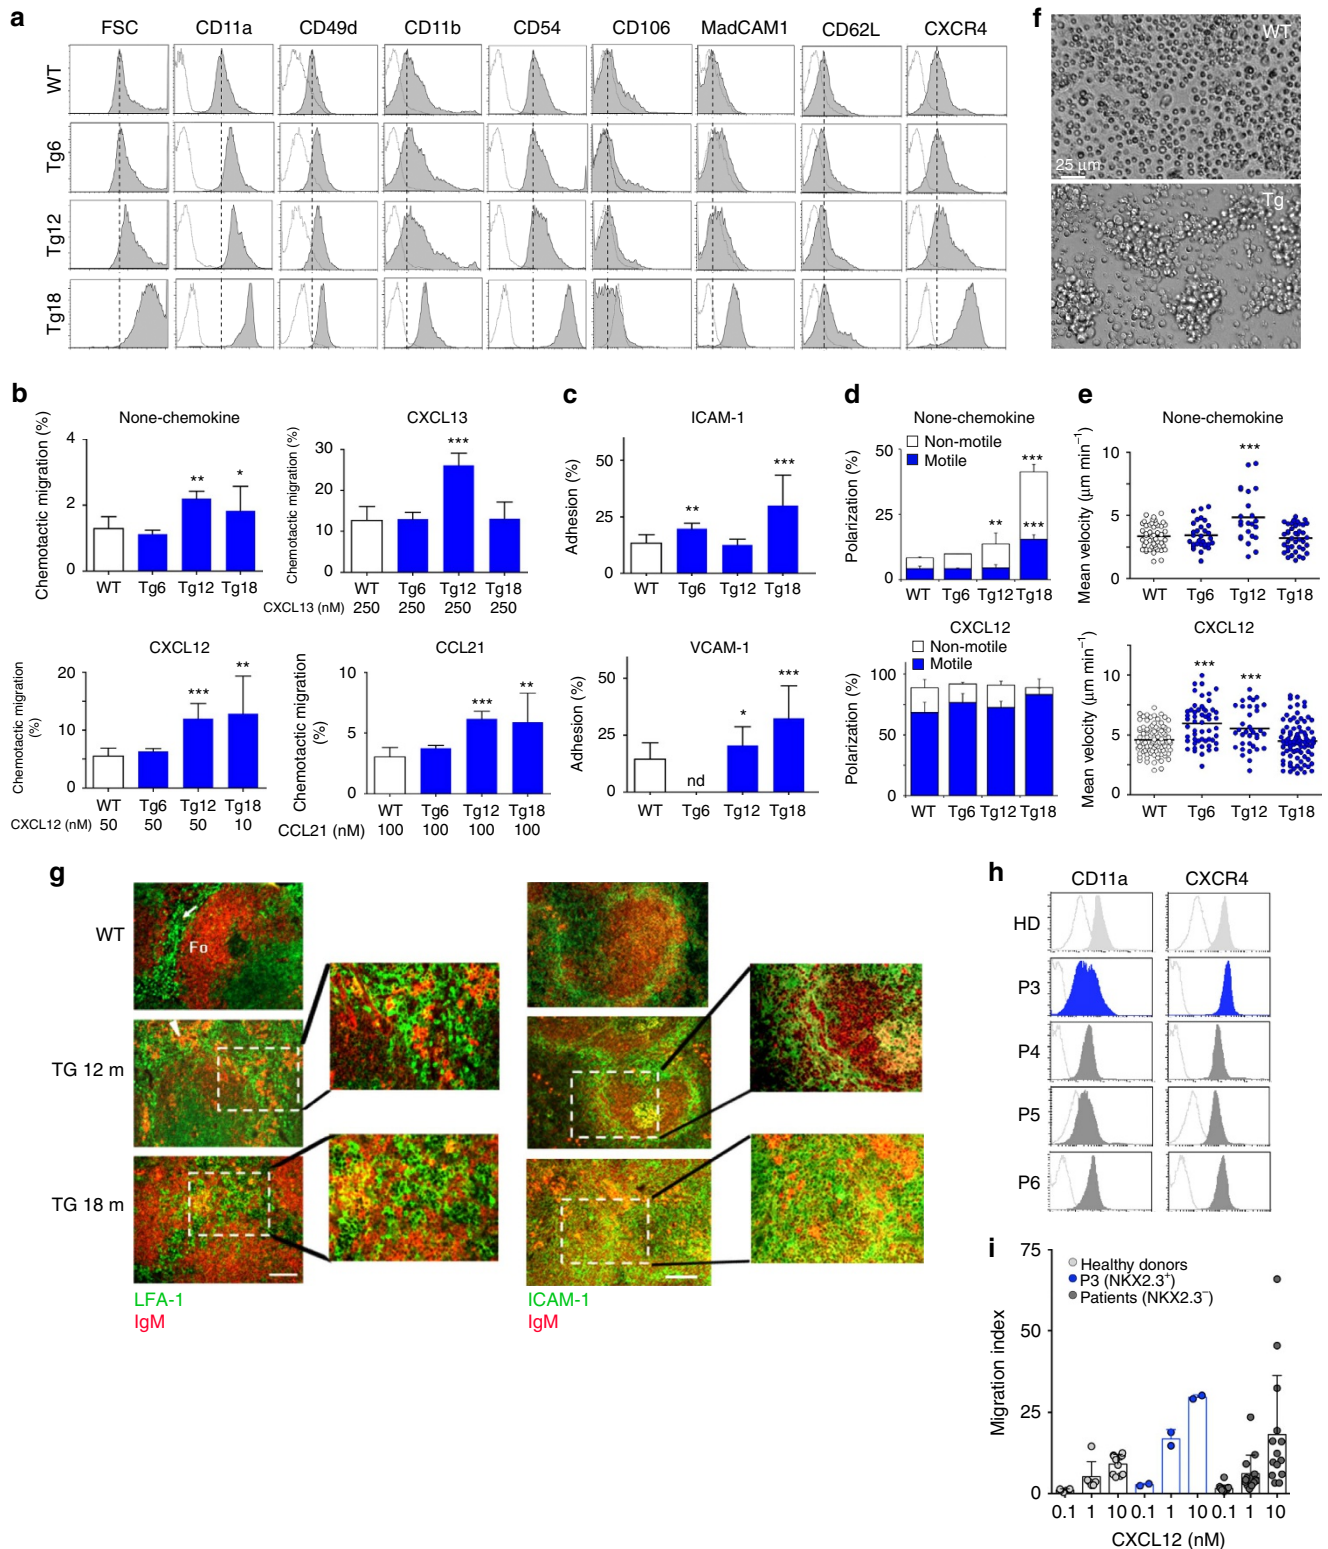 a
FSC CD11a CD49d CD11b CD54 CD106 MadCAM1 CD62L CXCR4
WT
Tg6
Tg12
Tg18
f
WT
25 µm
Tg
b
None-chemokine
Chemotactic migration (%)
4
2
0
WT Tg6 Tg12 Tg18
** *
CXCL13
Chemotactic migration (%)
30
20
10
0
***
WT Tg6 Tg12 Tg18
CXCL13 (nM) 250 250 250 250
CXCL12
Chemotactic migration
(%)
20
10
0
*** **
WT Tg6 Tg12 Tg18
CXCL12 (nM) 50 50 50 10
CCL21
Chemotactic migration
(%)
10
5
0
*** **
WT Tg6 Tg12 Tg18
CCL21 (nM) 100 100 100 100
c
ICAM-1
Adhesion (%)
50
25
0
** ***
WT Tg6 Tg12 Tg18
VCAM-1
Adhesion (%)
50
25
0
nd * ***
WT Tg6 Tg12 Tg18
d
None-chemokine
Non-motile
Motile
Polarization (%)
50
25
0
** *** ***
WT Tg6 Tg12 Tg18
CXCL12
Non-motile
Motile
Polarization (%)
100
50
0
WT Tg6 Tg12 Tg18
e
None-chemokine
Mean velocity (µm min−1)
10
5
0
***
WT Tg6 Tg12 Tg18
CXCL12
Mean velocity (µm min−1)
10
5
0
*** ***
WT Tg6 Tg12 Tg18
g
WT
Fo
TG 12 m
TG 18 m
LFA-1
IgM
ICAM-1
IgM
h
CD11a CXCR4
HD
P3
P4
P5
P6
i
Healthy donors
P3 (NKX2.3+)
Patients (NKX2.3−)
Migration index
75
50
25
0
0.1 1 10 0.1 1 10 0.1 1 10
CXCL12 (nM)